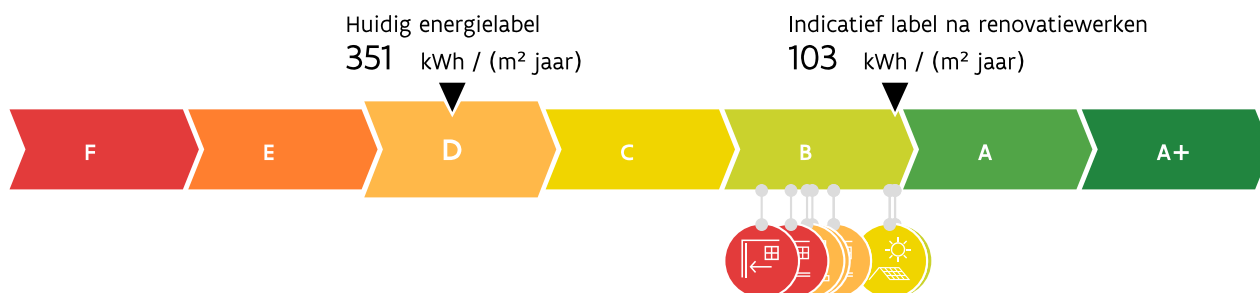 Huidig energielabel
351 kWh / (m² jaar)
Indicatief label na renovatiewerken
103 kWh / (m² jaar)
F E D C B A A+